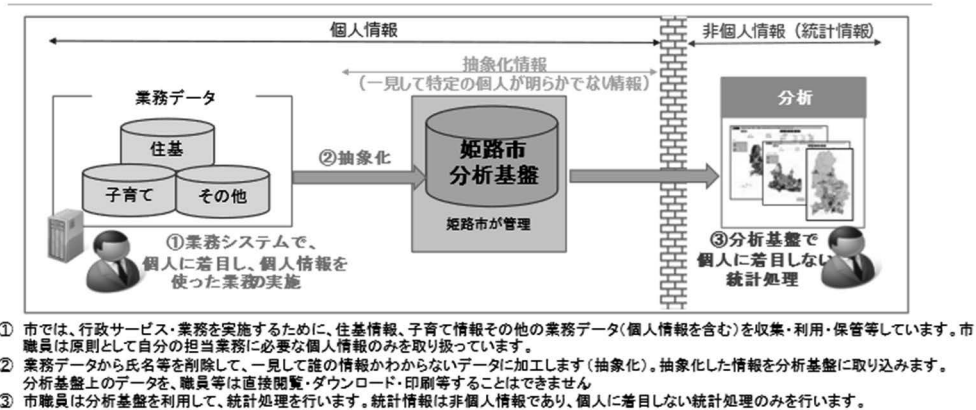 個人情報
非個人情報（統計情報）
抽象化情報
（一見して特定の個人が明らかでない情報）
業務データ
住基
子育て
その他
②抽象化
姫路市
分析基盤
姫路市が管理
分析
①業務システムで、
個人に着目し、個人情報を
使った業務の実施
③分析基盤で
個人に着目しない
統計処理
① 市では、行政サービス・業務を実施するために、住基情報、子育て情報その他の業務データ（個人情報を含む）を収集・利用・保管等しています。市
職員は原則として自分の担当業務に必要な個人情報のみを取り扱っています。
② 業務データから氏名等を削除して、一見して誰の情報かわからないデータに加工します（抽象化）。抽象化した情報を分析基盤に取り込みます。
分析基盤上のデータを、職員等は直接閲覧・ダウンロード・印刷等することはできません
③ 市職員は分析基盤を利用して、統計処理を行います。統計情報は非個人情報であり、個人に着目しない統計処理のみを行います。